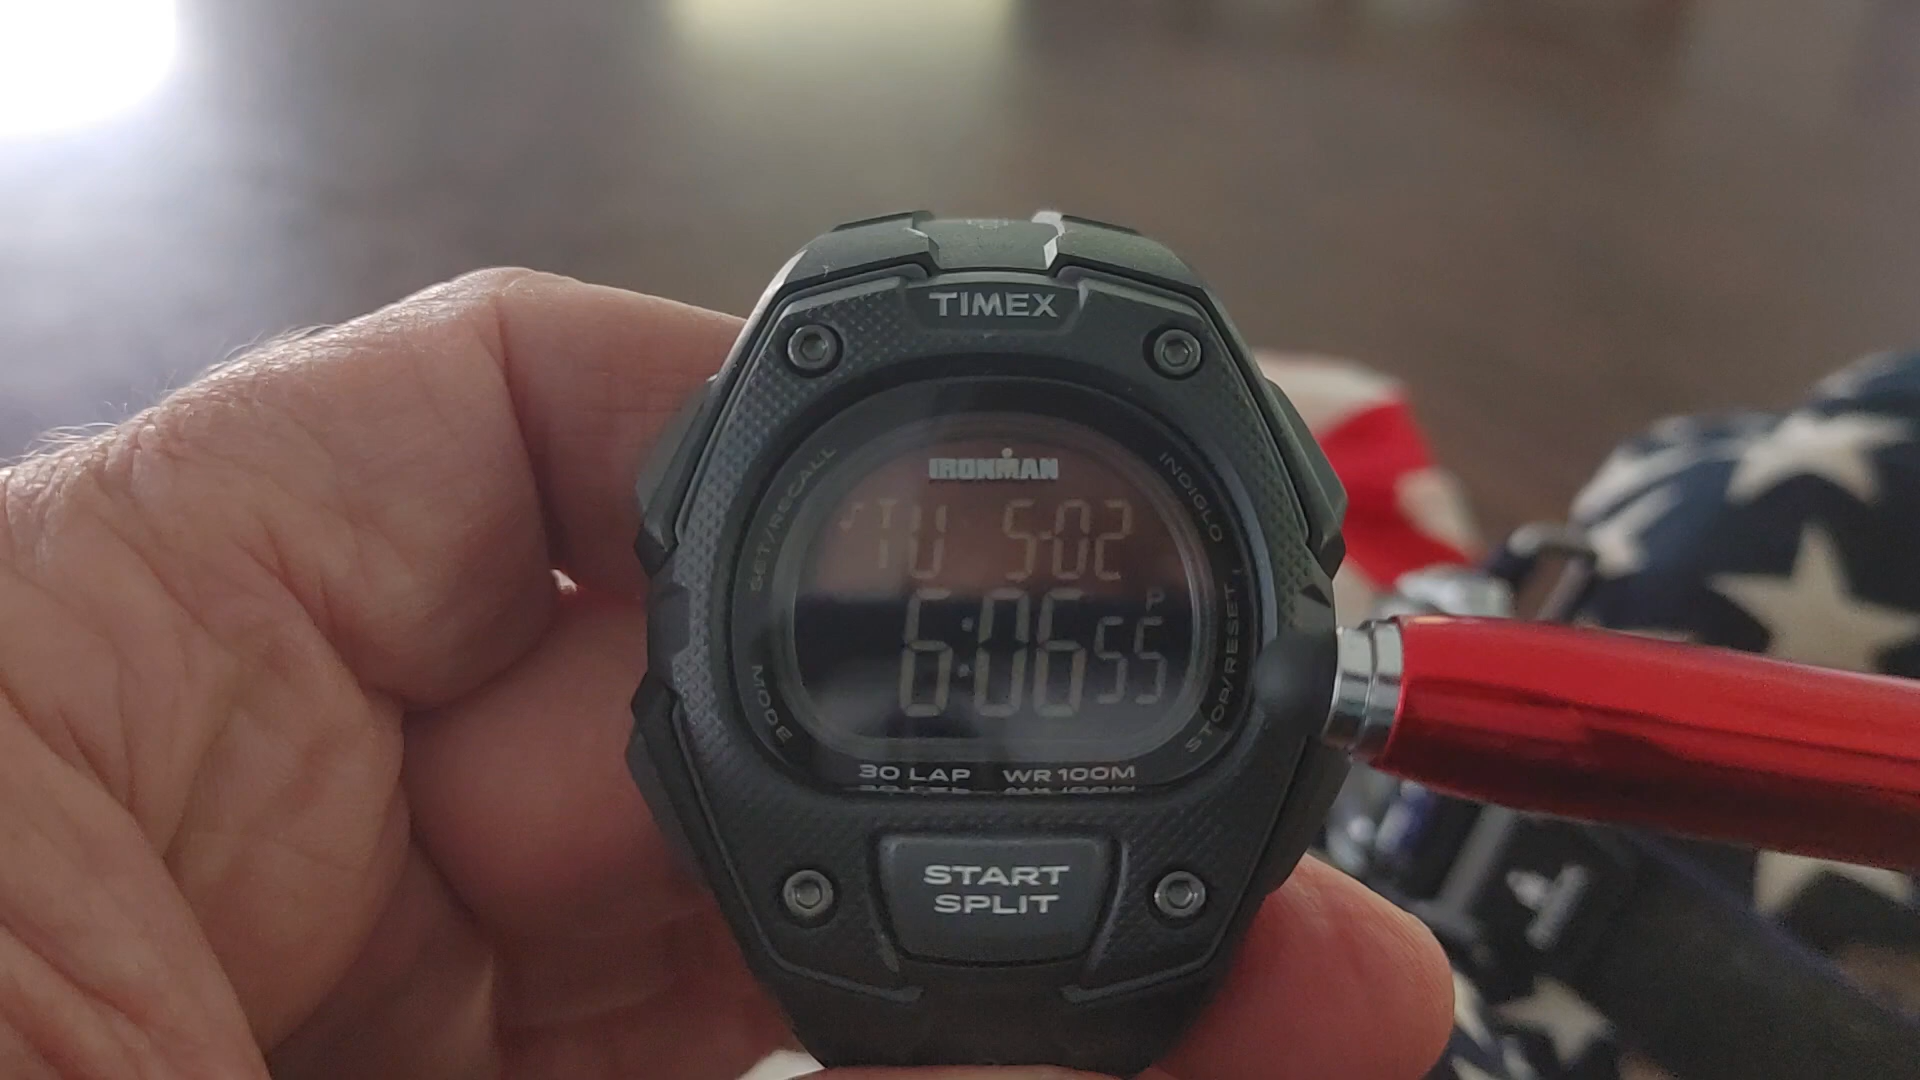 TIMEX
IRONMAN
SET/RECALL
INDIGLO
TU 5-02
P
6:06 55
MODE
STOP/RESET
30 LAP WR 100M
START
SPLIT